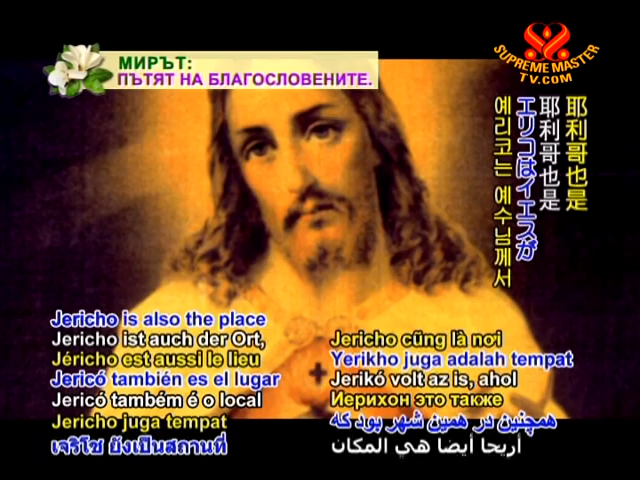 МИРЪТ:
ПЪТЯТ НА БЛАГОСЛОВЕНИТЕ.
SUPREME MASTER
TV.COM
耶利哥也是
耶利哥也是
エリコはイエスが
예리코는 예수님께서
Jericho is also the place
Jericho ist auch der Ort,
Jéricho est aussi le lieu
Jericó también es el lugar
Jericó também é o local
Jericho juga tempat
เจริโช ยังเป็นสถานที่
Jericho cũng là nơi
Yerikho juga adalah tempat
Jerikó volt az is, ahol
Иерихон это также
همچنین در همین شهر بود که
أريحا أيضا هي المكان